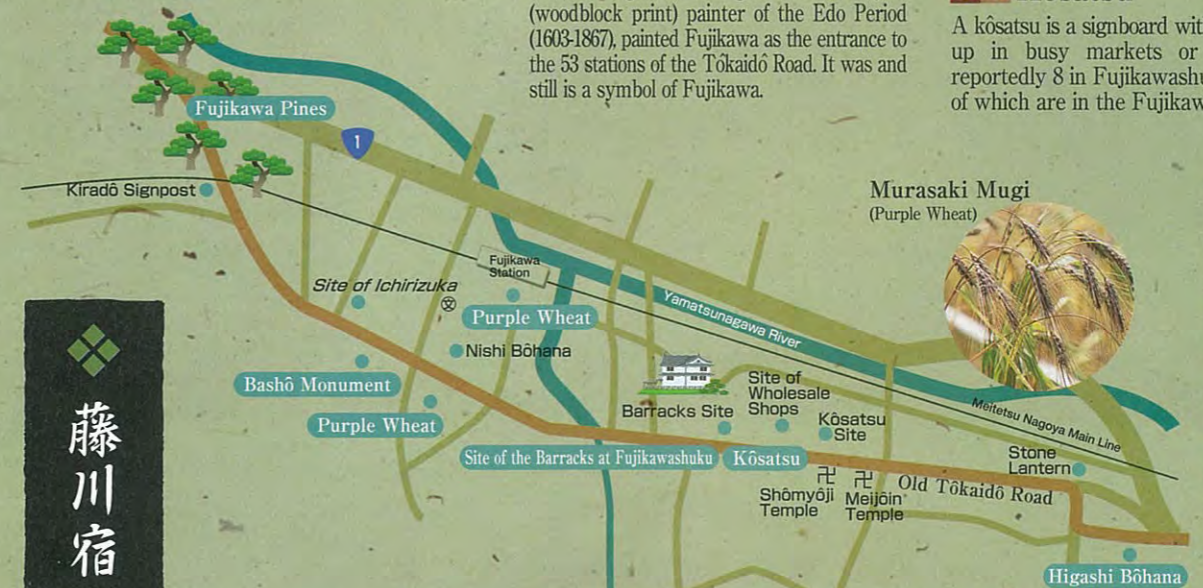 (woodblock print) painter of the Edo Period
(1603-1867), painted Fujikawa as the entrance to
the 53 stations of the Tôkaidô Road. It was and
still is a symbol of Fujikawa.
A kôsatsu is a signboard wit
up in busy markets or
reportedly 8 in Fujikawashu
of which are in the Fujikaw
Fujikawa Pines
1
Kiradô Signpost
Murasaki Mugi
(Purple Wheat)
Fujikawa
Station
Site of Ichirizuka
文
Purple Wheat
Yamatsunagawa River
Nishi Bôhana
Bashô Monument
Purple Wheat
Barracks Site
Site of
Wholesale
Shops
Kôsatsu
Site
Meitetsu Nagoya Main Line
Site of the Barracks at Fujikawashuku
Kôsatsu
Stone
Lantern
卍
Shômyôji
Temple
卍
Meijôin
Temple
Old Tôkaidô Road
Higashi Bôhana
藤川宿